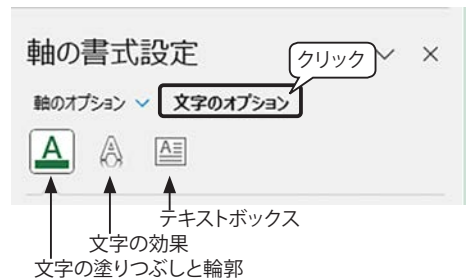 軸の書式設定
クリック
軸のオプション 文字のオプション
A A A
テキストボックス
文字の効果
文字の塗りつぶしと輪郭